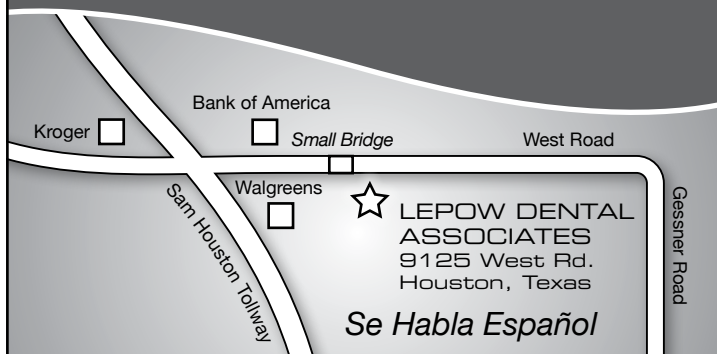 Bank of America
Kroger
Small Bridge
West Road
Walgreens
Sam Houston Tollway
Gessner Road
LEPOW DENTAL
ASSOCIATES
9125 West Rd.
Houston, Texas
Se Habla Español